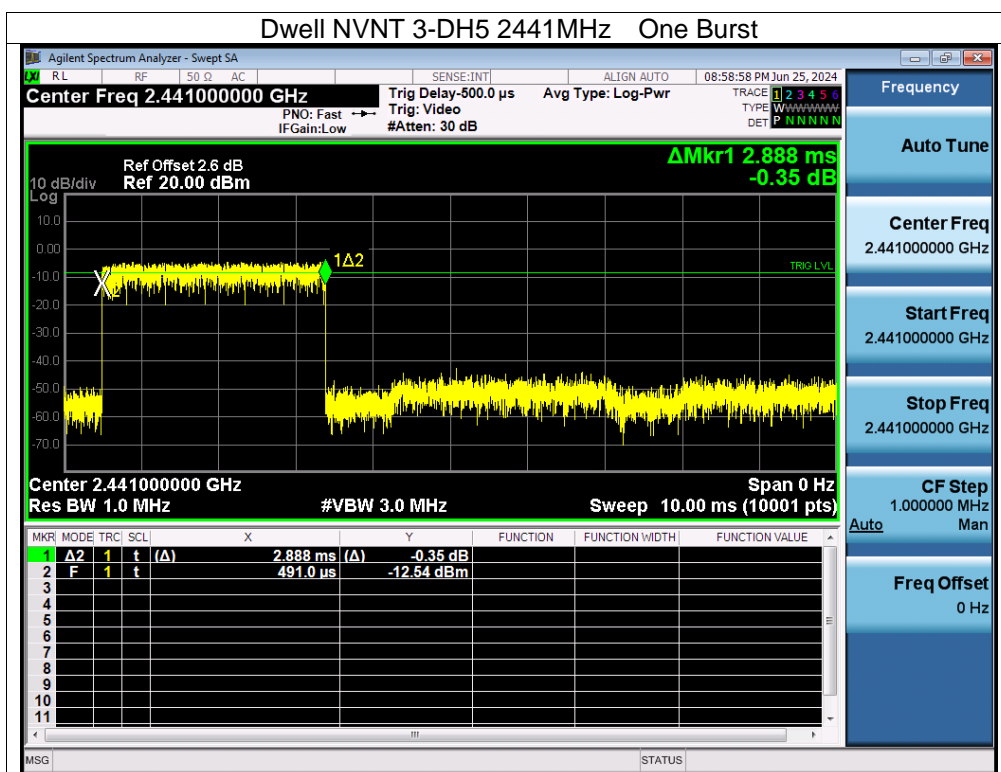 Dwell NVNT 3-DH5 2441MHz One Burst
Agilent Spectrum Analyzer - Swept SA
LXI RL RF 50 Ω AC SENSE:INT ALIGN AUTO 08:58:58 PM Jun 25, 2024
Center Freq 2.441000000 GHz
PNO: Fast
IFGain:Low
Trig Delay-500.0 µs
Trig: Video
#Atten: 30 dB
Avg Type: Log-Pwr
TRACE 1 2 3 4 5 6
TYPE WWWWWW
DET P N N N N N
Ref Offset 2.6 dB
10 dB/div Ref 20.00 dBm
Log
ΔMkr1 2.888 ms
-0.35 dB
10.0
0.00
-10.0
-20.0
-30.0
-40.0
-50.0
-60.0
-70.0
1Δ2
TRIG LVL
Center 2.441000000 GHz Span 0 Hz
Res BW 1.0 MHz #VBW 3.0 MHz Sweep 10.00 ms (10001 pts)
MKR MODE TRC SCL X Y FUNCTION FUNCTION WIDTH FUNCTION VALUE
1 Δ2 1 t (Δ) 2.888 ms (Δ) -0.35 dB
2 F 1 t 491.0 µs -12.54 dBm
3
4
5
6
7
8
9
10
11
MSG STATUS
Frequency
Auto Tune
Center Freq
2.441000000 GHz
Start Freq
2.441000000 GHz
Stop Freq
2.441000000 GHz
CF Step
1.000000 MHz
Auto Man
Freq Offset
0 Hz